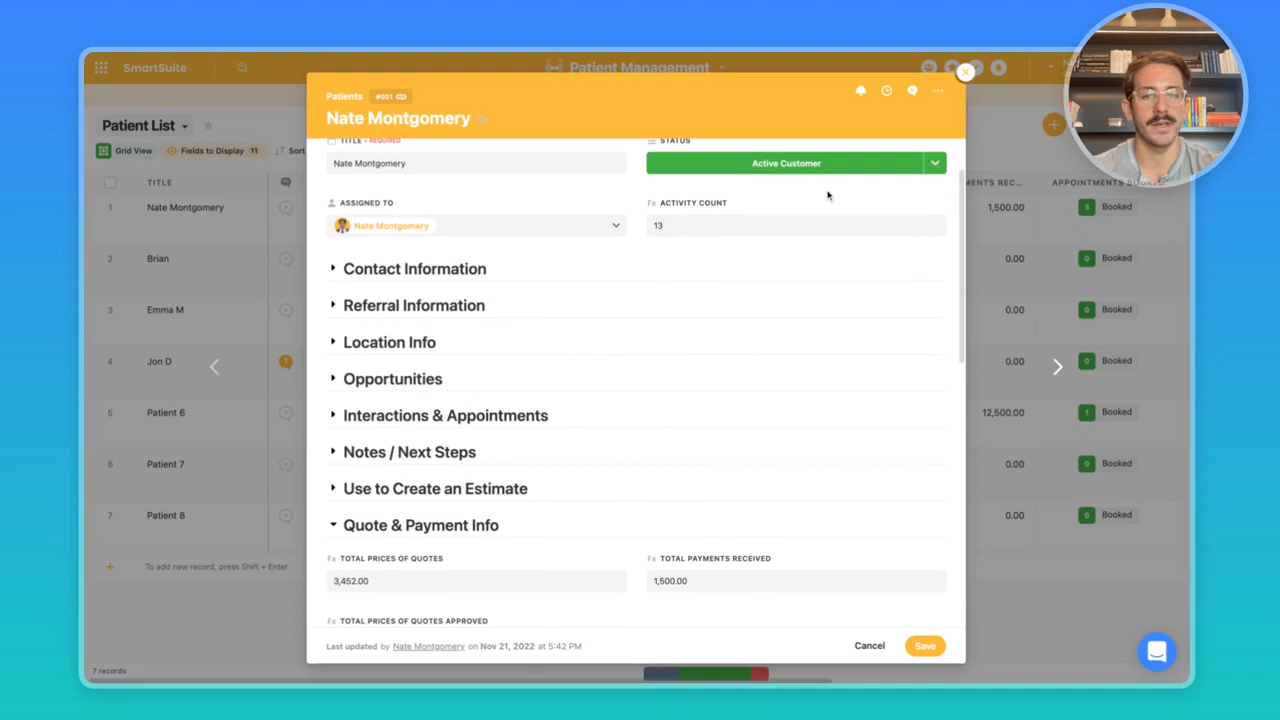 SmartSuite
Patient Management
Patient List
Grid View
Fields to Display 11
Sort
TITLE
MENTS REC...
APPOINTMENTS BOOKED
1 Nate Montgomery 1,500.00 3 Booked
2 Brian 0.00 0 Booked
3 Emma M 0.00 0 Booked
4 Jon D 0.00 0 Booked
5 Patient 6 12,500.00 1 Booked
6 Patient 7 0.00 0 Booked
7 Patient 8 0.00 0 Booked
+ To add new record, press Shift + Enter
7 records
Patients #001
Nate Montgomery
TITLE - REQUIRED
STATUS
Nate Montgomery
Active Customer
ASSIGNED TO
Fx ACTIVITY COUNT
Nate Montgomery
13
Contact Information
Referral Information
Location Info
Opportunities
Interactions & Appointments
Notes / Next Steps
Use to Create an Estimate
Quote & Payment Info
Fx TOTAL PRICES OF QUOTES
Fx TOTAL PAYMENTS RECEIVED
3,452.00
1,500.00
Fx TOTAL PRICES OF QUOTES APPROVED
Last updated by Nate Montgomery on Nov 21, 2022 at 5:42 PM
Cancel
Save